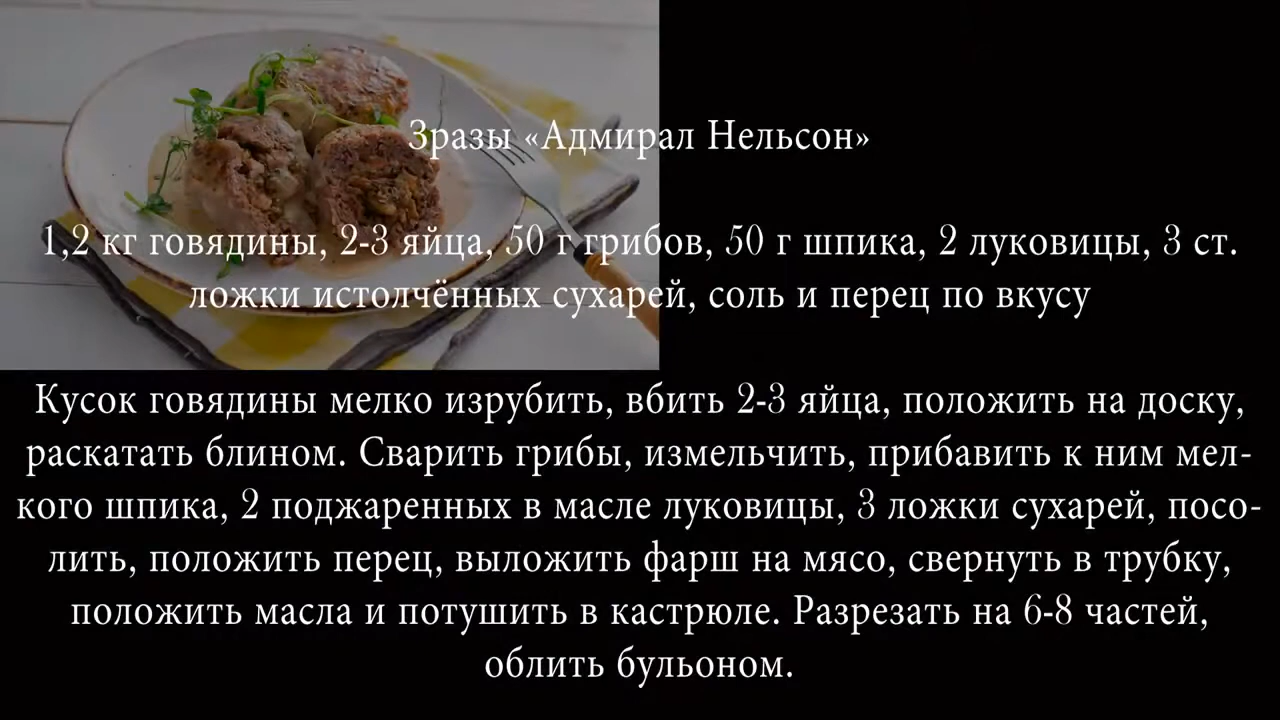 Зразы «Адмирал Нельсон»
1,2 кг говядины, 2-3 яйца, 50 г грибов, 50 г шпика, 2 луковицы, 3 ст.
ложки истолчённых сухарей, соль и перец по вкусу
Кусок говядины мелко изрубить, вбить 2-3 яйца, положить на доску,
раскатать блином. Сварить грибы, измельчить, прибавить к ним мел-
кого шпика, 2 поджаренных в масле луковицы, 3 ложки сухарей, посо-
лить, положить перец, выложить фарш на мясо, свернуть в трубку,
положить масла и потушить в кастрюле. Разрезать на 6-8 частей,
облить бульоном.